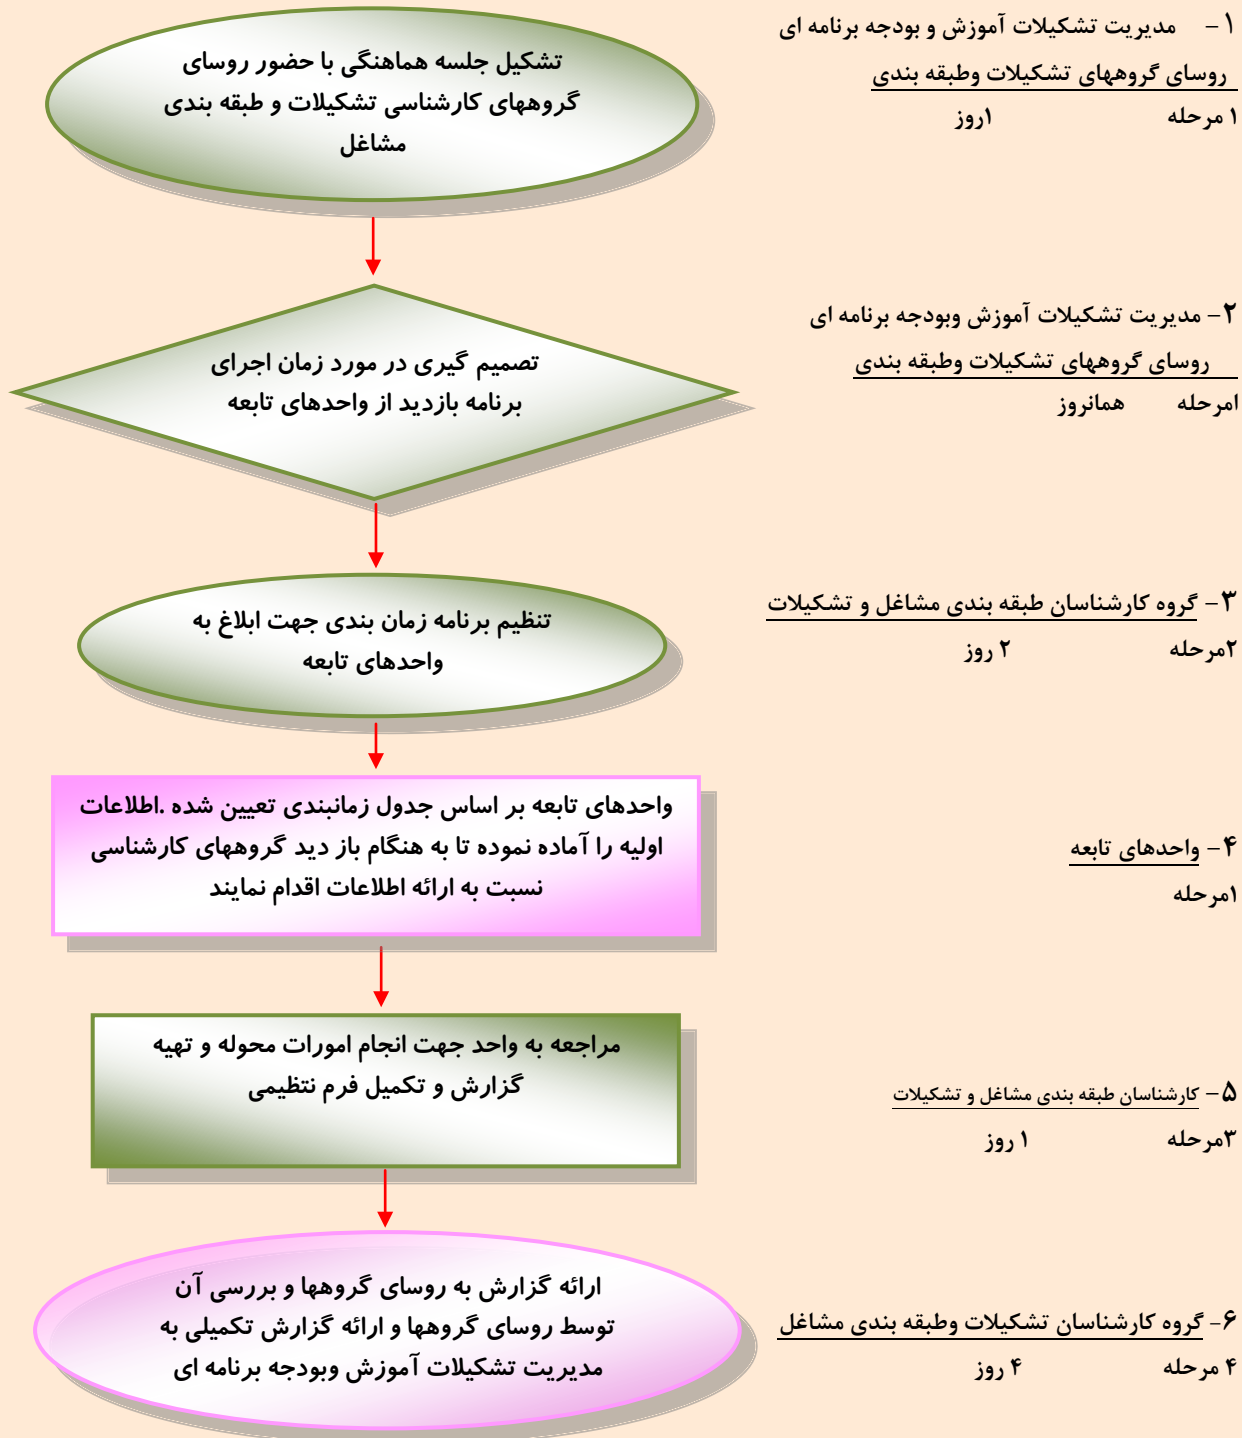 ۱- مدیریت تشکیلات آموزش و بودجه برنامه ای
روسای گروههای تشکیلات وطبقه بندی
۱ مرحله ۱روز
تشکیل جلسه هماهنگی با حضور روسای
گروههای کارشناسی تشکیلات و طبقه بندی
مشاغل
۲- مدیریت تشکیلات آموزش وبودجه برنامه ای
روسای گروههای تشکیلات وطبقه بندی
۱مرحله همانروز
تصمیم گیری در مورد زمان اجرای
برنامه بازدید از واحدهای تابعه
۳- گروه کارشناسان طبقه بندی مشاغل و تشکیلات
۲مرحله ۲ روز
تنظیم برنامه زمان بندی جهت ابلاغ به
واحدهای تابعه
۴- واحدهای تابعه
۱مرحله
واحدهای تابعه بر اساس جدول زمانبندی تعیین شده .اطلاعات
اولیه را آماده نموده تا به هنگام باز دید گروههای کارشناسی
نسبت به ارائه اطلاعات اقدام نمایند
۵- کارشناسان طبقه بندی مشاغل و تشکیلات
۳مرحله ۱ روز
مراجعه به واحد جهت انجام امورات محوله و تهیه
گزارش و تکمیل فرم نتظیمی
۶- گروه کارشناسان تشکیلات وطبقه بندی مشاغل
۴ مرحله ۴ روز
ارائه گزارش به روسای گروهها و بررسی آن
توسط روسای گروهها و ارائه گزارش تکمیلی به
مدیریت تشکیلات آموزش وبودجه برنامه ای